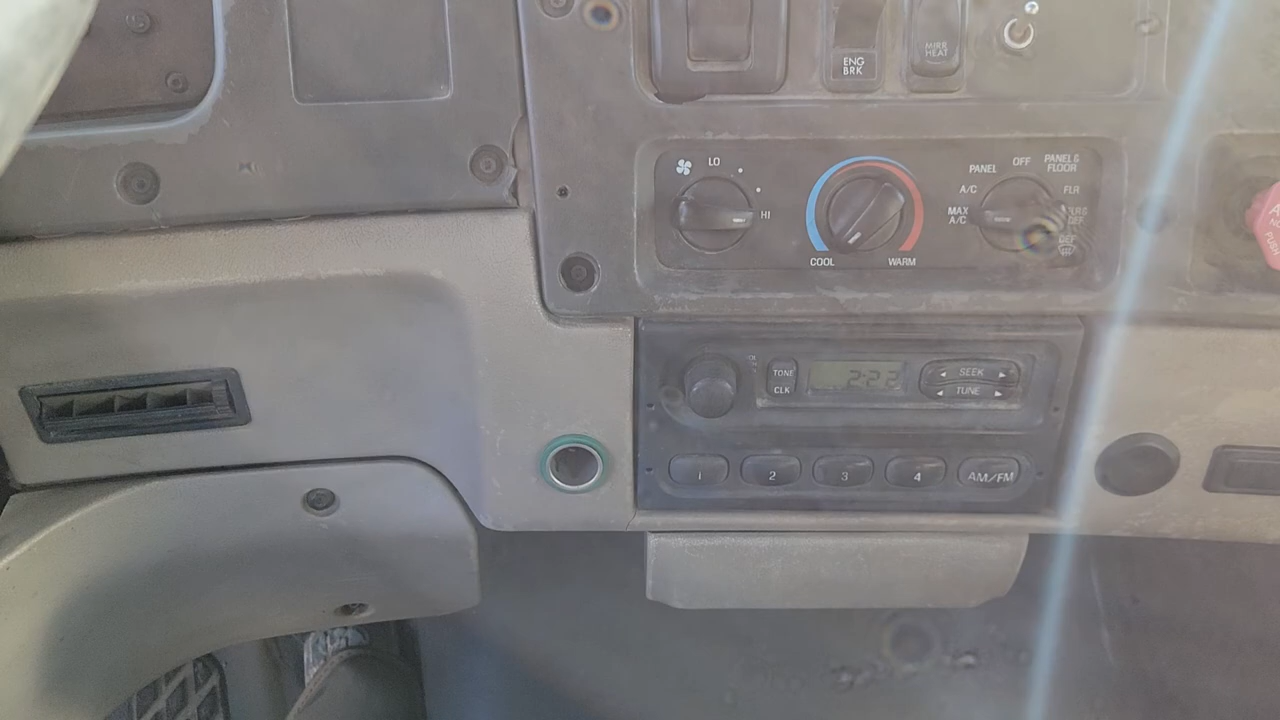 ENG
BRK
MIRR
HEAT
LO
HI
COOL
WARM
OFF
PANEL
PANEL &
FLOOR
A/C
FLR
MAX
A/C
DEF
TONE
CLK
2:22
SEEK
TUNE
1
2
3
4
AM/FM